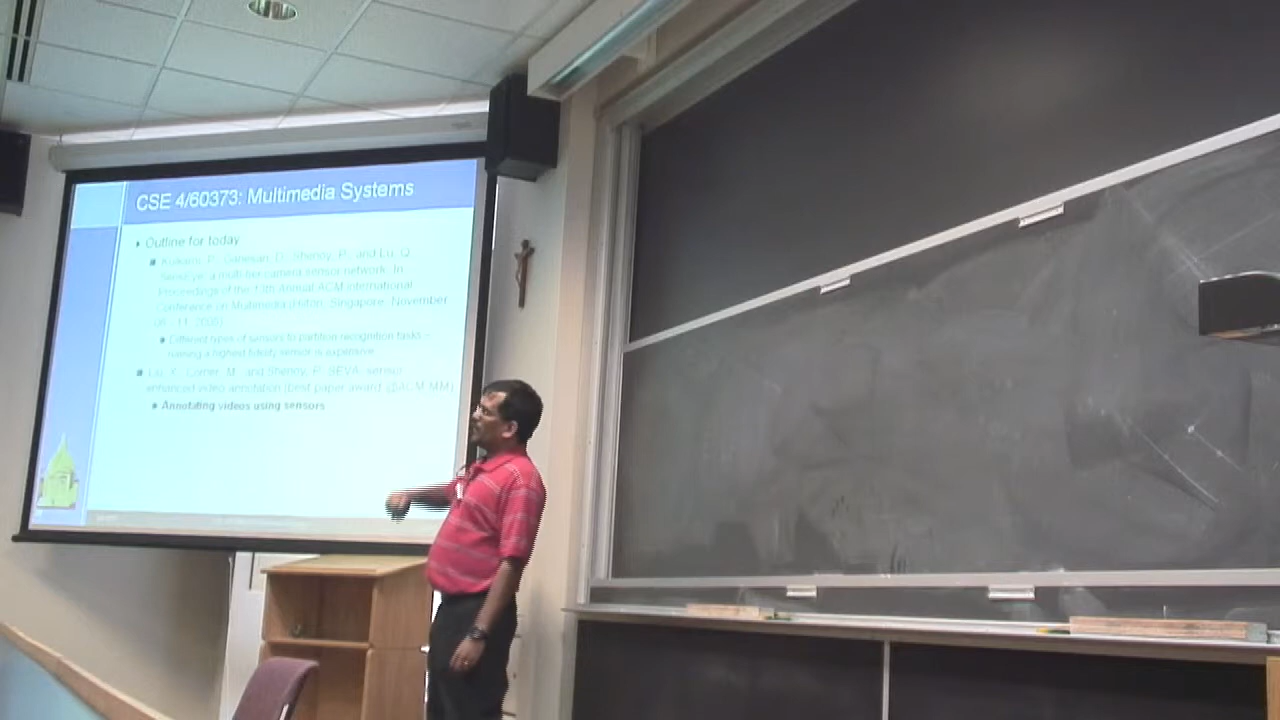 CSE 4/60373: Multimedia Systems
Outline for today
Kulkarni, P., Ganesan, D., Shenoy, P., and Lu, Q.
SensEye: a multi-tier camera sensor network. In
Proceedings of the 13th Annual ACM international
Conference on Multimedia (Hilton, Singapore, November
06 - 11, 2005)
Different types of sensors to partition recognition tasks –
having a highest fidelity sensor is expensive
Liu, X., Corner, M., and Shenoy, P. SEVA: sensor
enhanced video annotation (best paper award @ACM MM)
Annotating videos using sensors